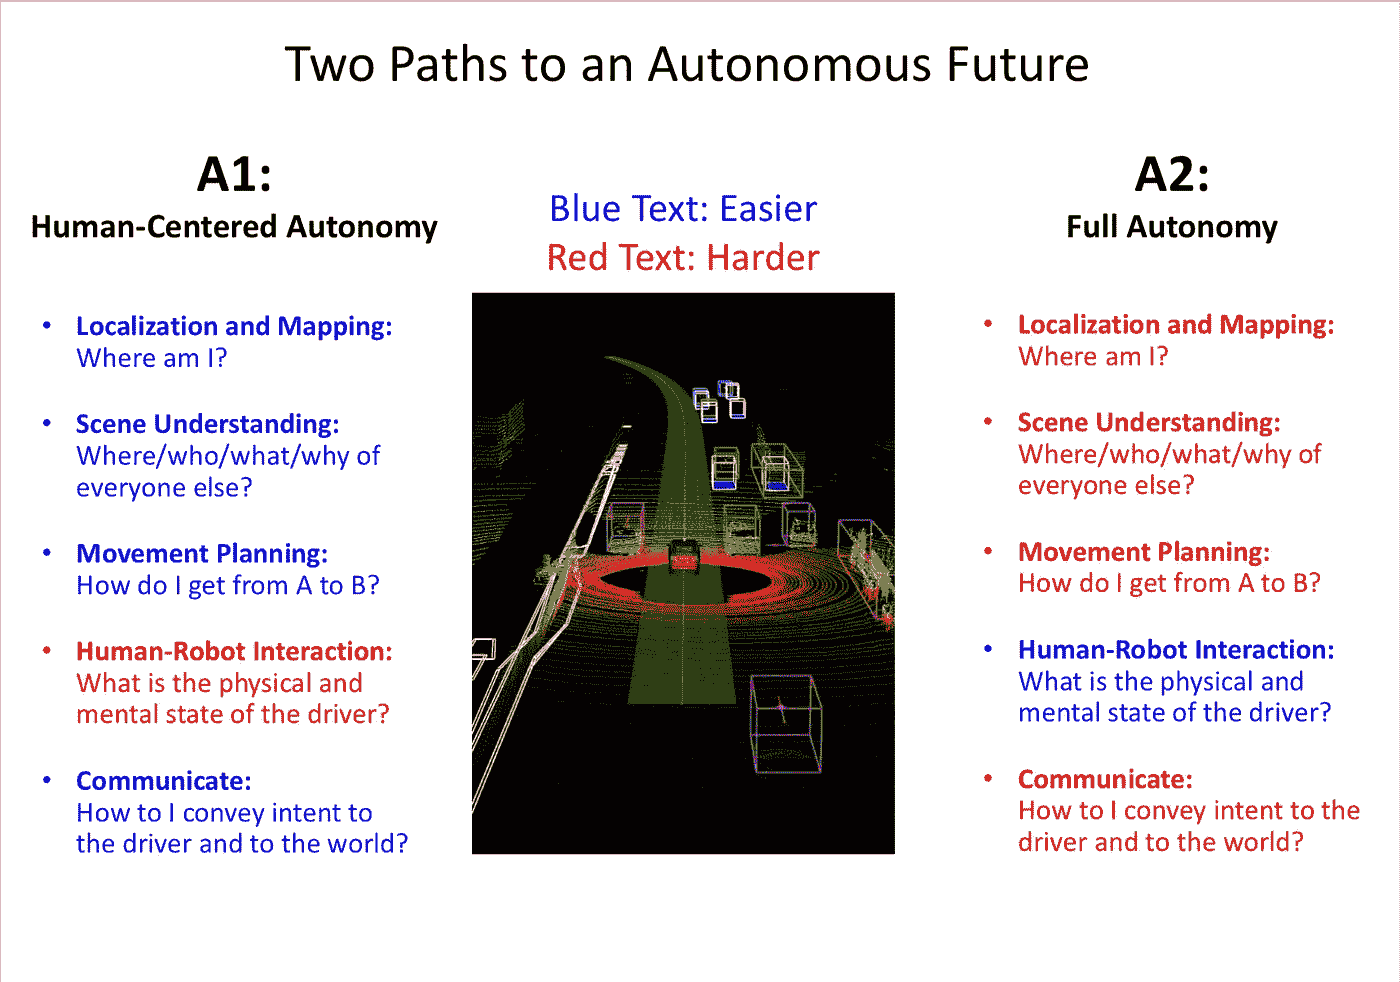 Two Paths to an Autonomous Future
A1:
Human-Centered Autonomy
• Localization and Mapping:
Where am I?
• Scene Understanding:
Where/who/what/why of
everyone else?
• Movement Planning:
How do I get from A to B?
• Human-Robot Interaction:
What is the physical and
mental state of the driver?
• Communicate:
How to I convey intent to
the driver and to the world?
Blue Text: Easier
Red Text: Harder
A2:
Full Autonomy
• Localization and Mapping:
Where am I?
• Scene Understanding:
Where/who/what/why of
everyone else?
• Movement Planning:
How do I get from A to B?
• Human-Robot Interaction:
What is the physical and
mental state of the driver?
• Communicate:
How to I convey intent to the
driver and to the world?